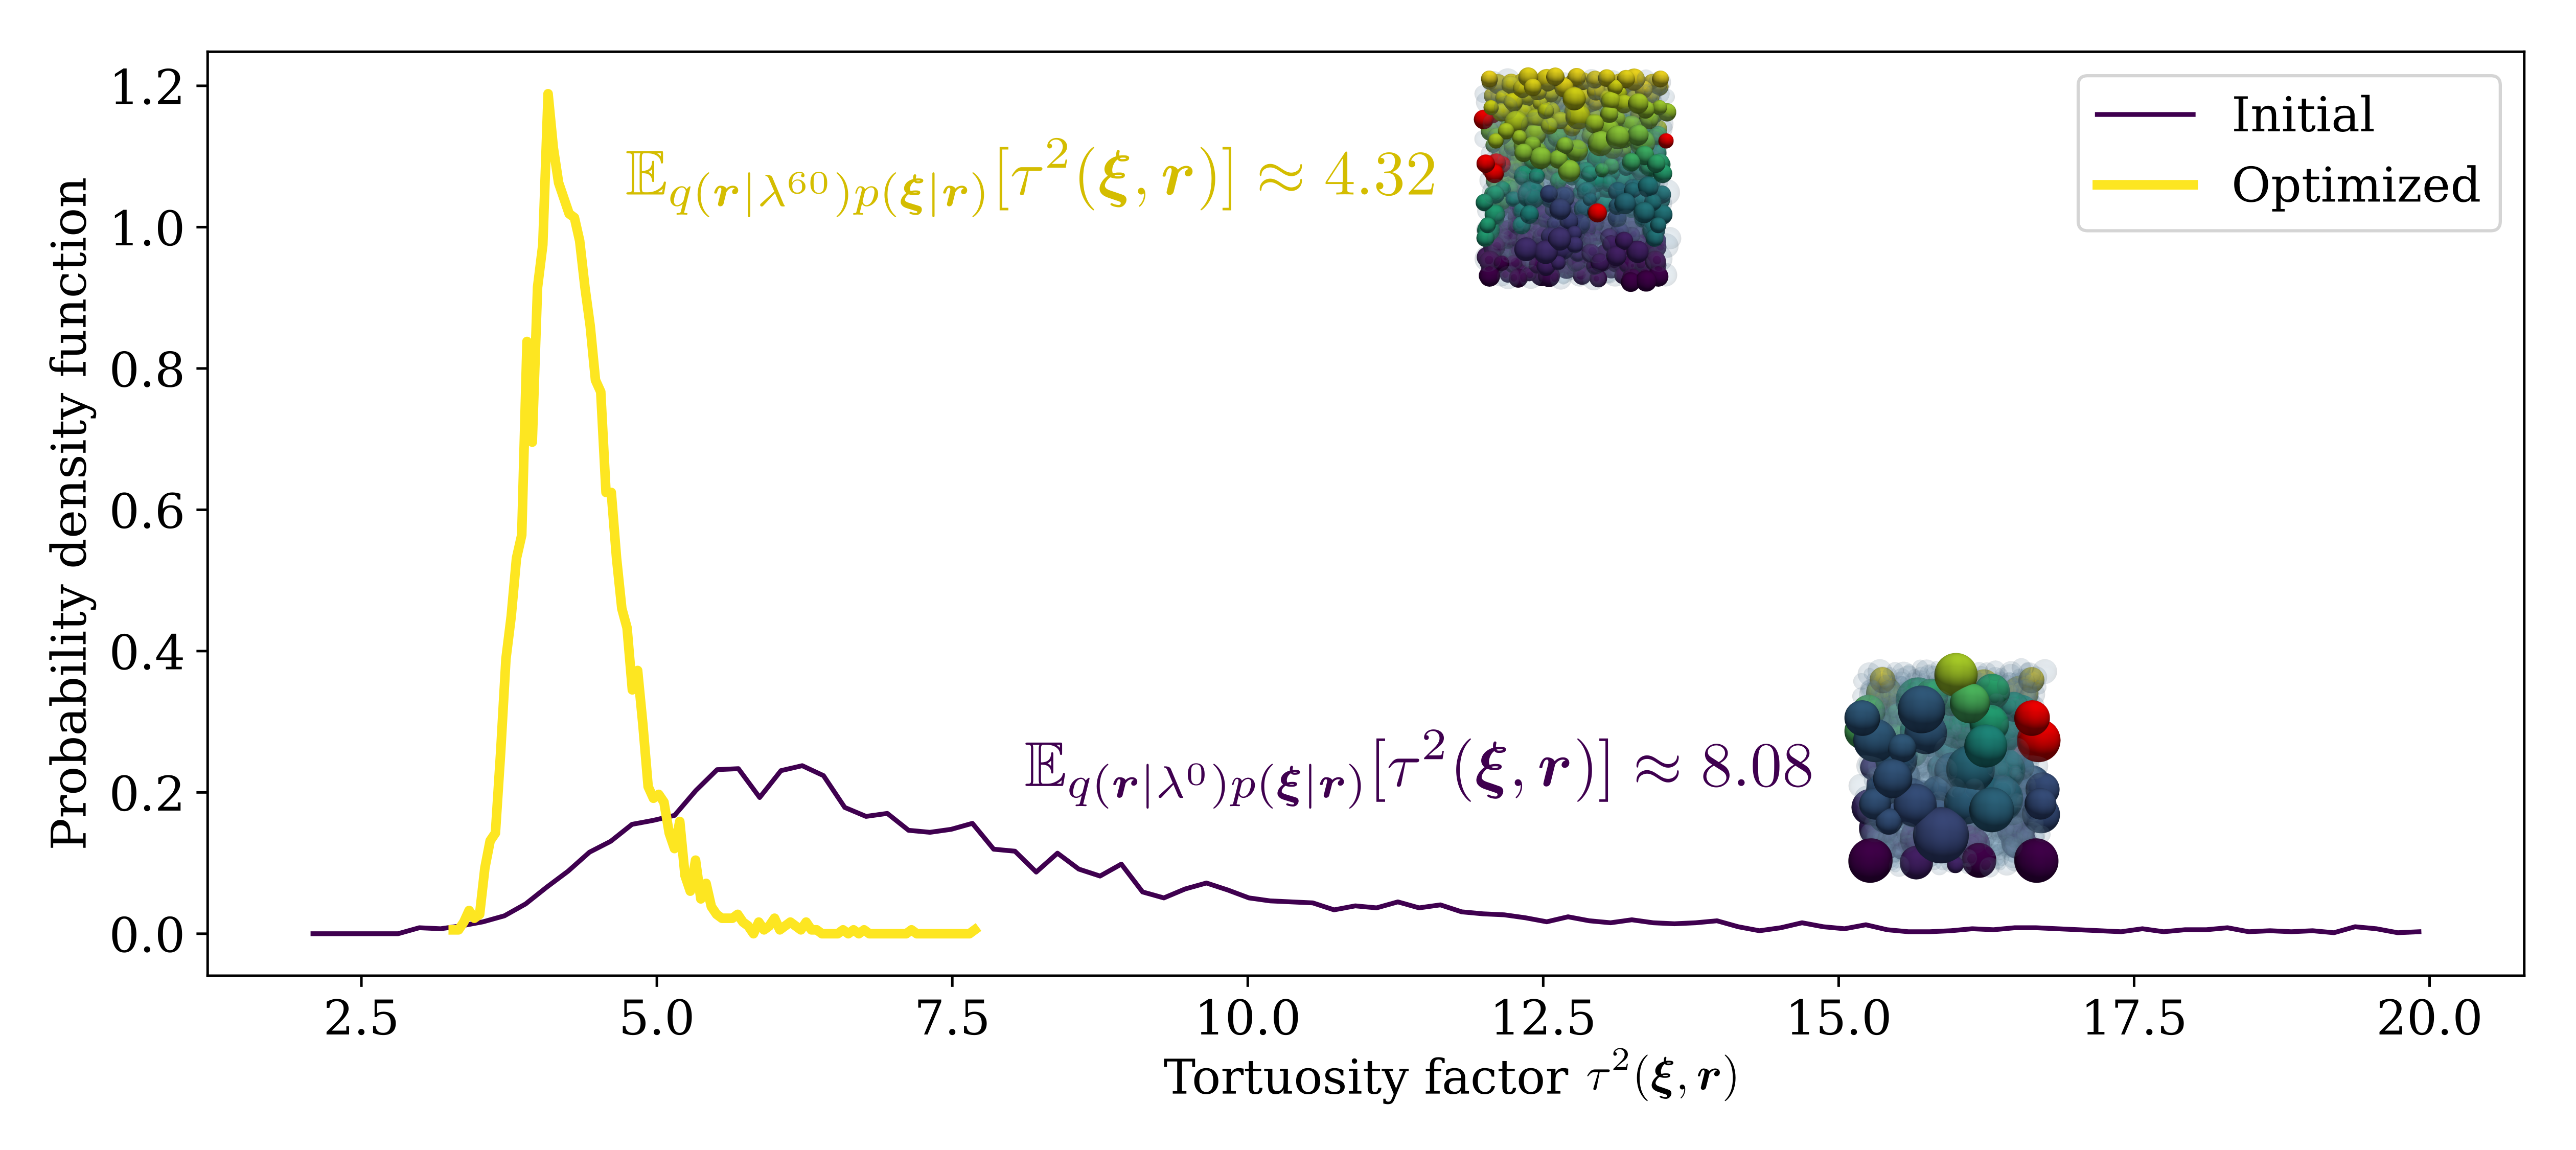 Probability density function
1.2
1.0
0.8
0.6
0.4
0.2
0.0
𝔼_{q(r|λ^{60})p(ξ|r)}[τ²(ξ, r)] ≈ 4.32
Initial
Optimized
𝔼_{q(r|λ^0)p(ξ|r)}[τ²(ξ, r)] ≈ 8.08
2.5 5.0 7.5 10.0 12.5 15.0 17.5 20.0
Tortuosity factor τ²(ξ, r)